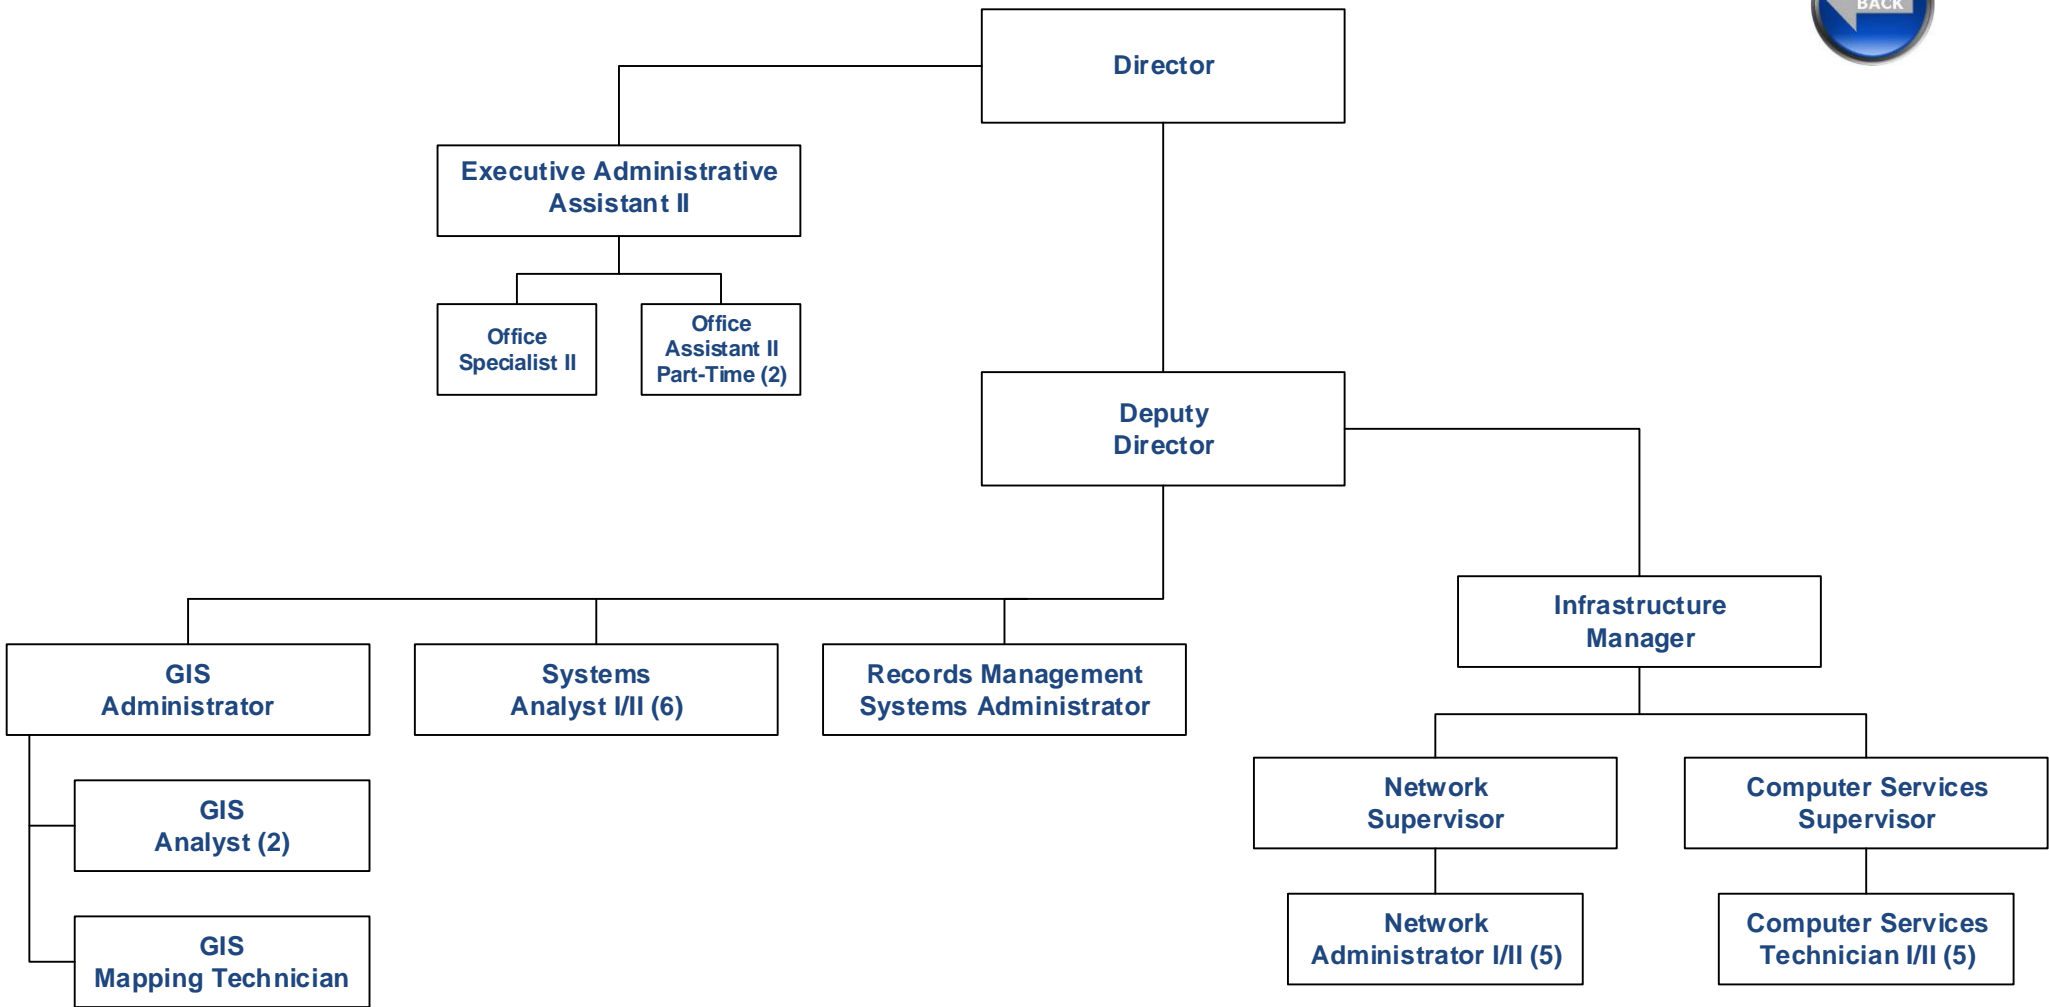 BACK
Director
Executive Administrative
Assistant II
Office
Specialist II
Office
Assistant II
Part-Time (2)
Deputy
Director
Infrastructure
Manager
GIS
Administrator
Systems
Analyst I/II (6)
Records Management
Systems Administrator
Network
Supervisor
Computer Services
Supervisor
GIS
Analyst (2)
Network
Administrator I/II (5)
Computer Services
Technician I/II (5)
GIS
Mapping Technician